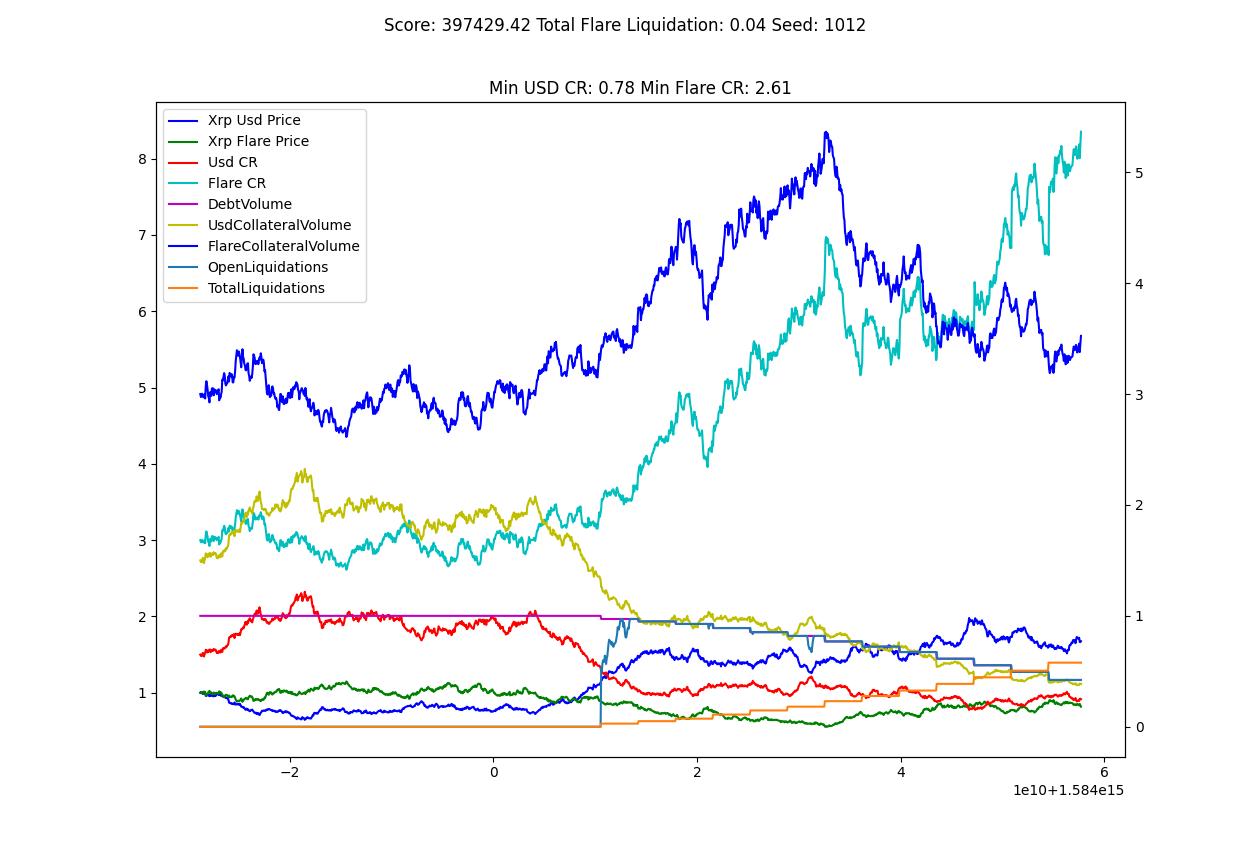 Score: 397429.42 Total Flare Liquidation: 0.04 Seed: 1012
Min USD CR: 0.78 Min Flare CR: 2.61
Xrp Usd Price
Xrp Flare Price
Usd CR
Flare CR
DebtVolume
UsdCollateralVolume
FlareCollateralVolume
OpenLiquidations
TotalLiquidations
8
7
6
5
4
3
2
1
5
4
3
2
1
0
−2
0
2
4
6
1e10+1.584e15